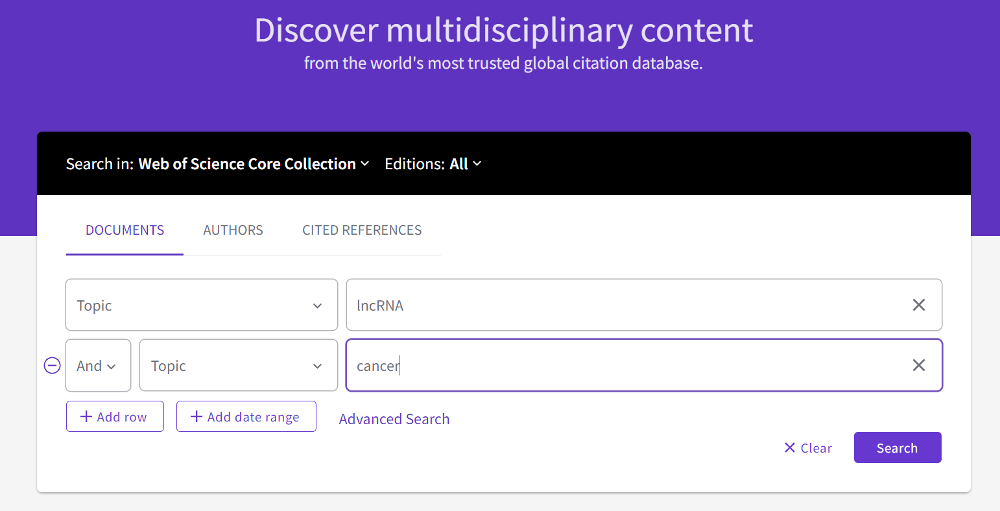 Discover multidisciplinary content
from the world's most trusted global citation database.
Search in: Web of Science Core Collection Editions: All
DOCUMENTS AUTHORS CITED REFERENCES
Topic lncRNA
And Topic cancer
Add row Add date range Advanced Search
Clear Search